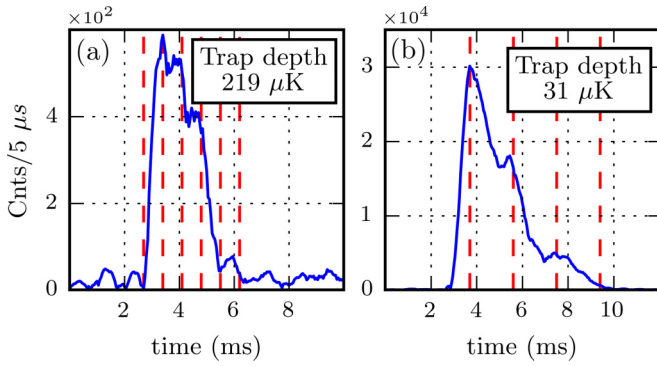 ×10²
(a)
Trap depth
219 μK
Cnts/5 μs
0
2
4
2
4
6
8
time (ms)
×10⁴
(b)
Trap depth
31 μK
0
1
2
3
2
4
6
8
10
time (ms)